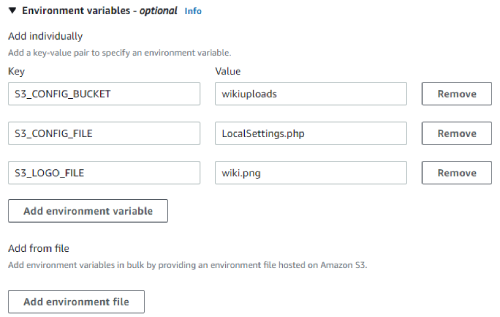 ▼ Environment variables - optional Info
Add individually
Add a key-value pair to specify an environment variable.
Key Value
S3_CONFIG_BUCKET wikiuploads Remove
S3_CONFIG_FILE LocalSettings.php Remove
S3_LOGO_FILE wiki.png Remove
Add environment variable
Add from file
Add environment variables in bulk by providing an environment file hosted on Amazon S3.
Add environment file